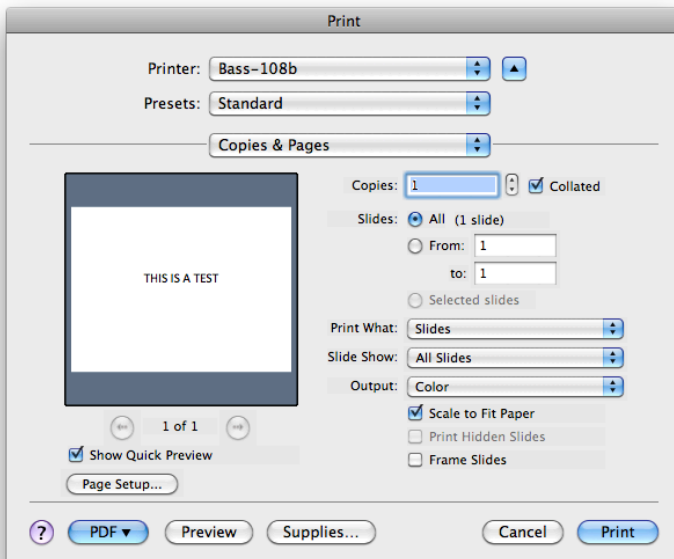 Print
Printer: Bass-108b
Presets: Standard
Copies & Pages
Copies: 1 Collated
Slides: All (1 slide)
From: 1
to: 1
Selected slides
Print What: Slides
Slide Show: All Slides
Output: Color
Scale to Fit Paper
Print Hidden Slides
Frame Slides
THIS IS A TEST
1 of 1
Show Quick Preview
Page Setup...
? PDF ▼ Preview Supplies... Cancel Print